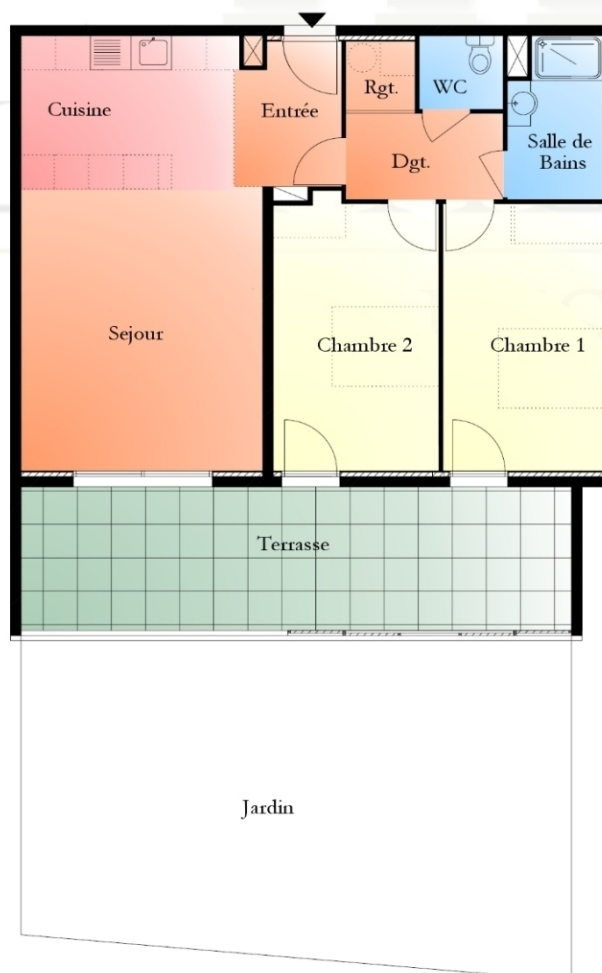 Cuisine
Entrée
Rgt.
WC
Dgt.
Salle de
Bains
Sejour
Chambre 2
Chambre 1
Terrasse
Jardin